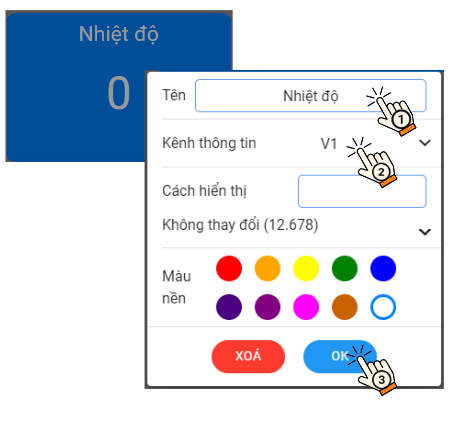 Nhiệt độ
0
Tên Nhiệt độ
1
Kênh thông tin V1
2
Cách hiển thị
Không thay đổi (12.678)
Màu
nền
XOÁ OK
3